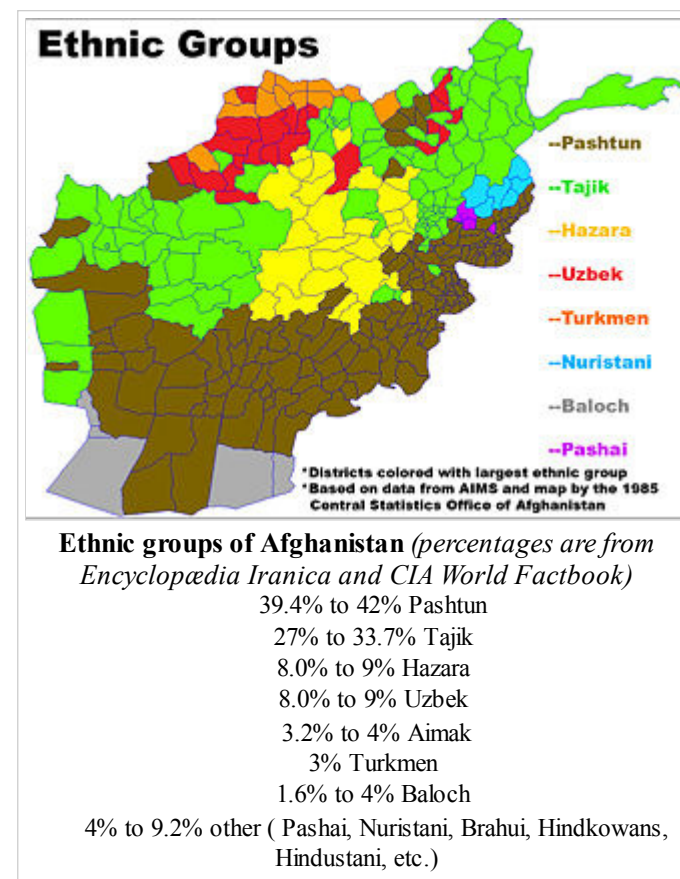 Ethnic Groups
--Pashtun
--Tajik
--Hazara
--Uzbek
--Turkmen
--Nuristani
--Baloch
--Pashai
*Districts colored with largest ethnic group
*Based on data from AIMS and map by the 1985
Central Statistics Office of Afghanistan
Ethnic groups of Afghanistan (percentages are from
Encyclopædia Iranica and CIA World Factbook)
39.4% to 42% Pashtun
27% to 33.7% Tajik
8.0% to 9% Hazara
8.0% to 9% Uzbek
3.2% to 4% Aimak
3% Turkmen
1.6% to 4% Baloch
4% to 9.2% other ( Pashai, Nuristani, Brahui, Hindkowans,
Hindustani, etc.)